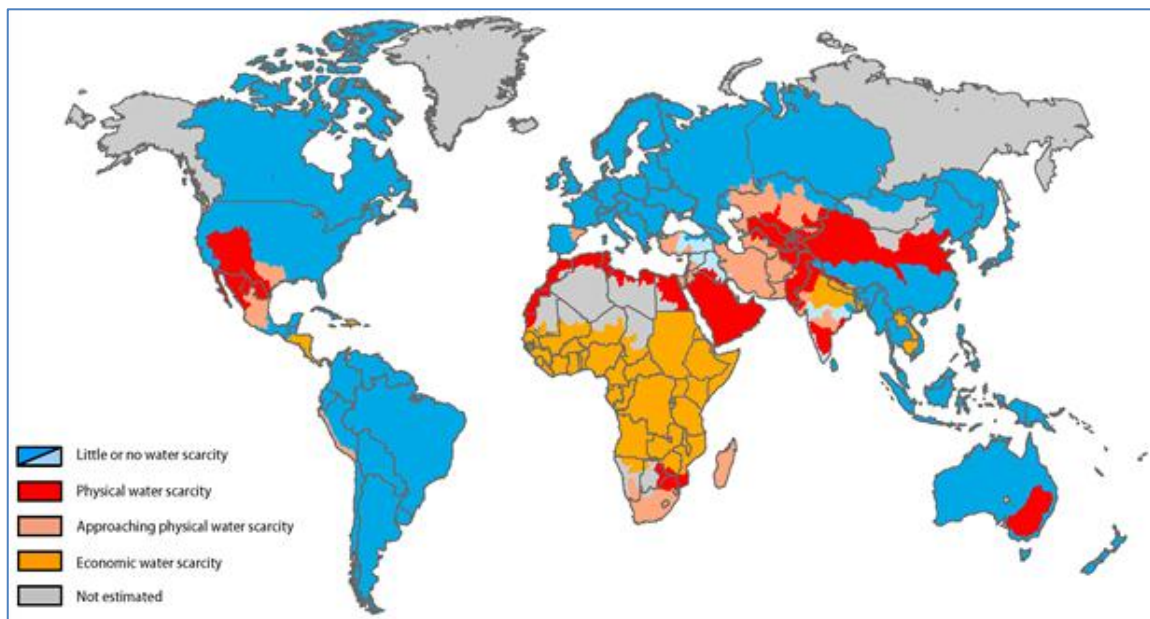 Little or no water scarcity
Physical water scarcity
Approaching physical water scarcity
Economic water scarcity
Not estimated